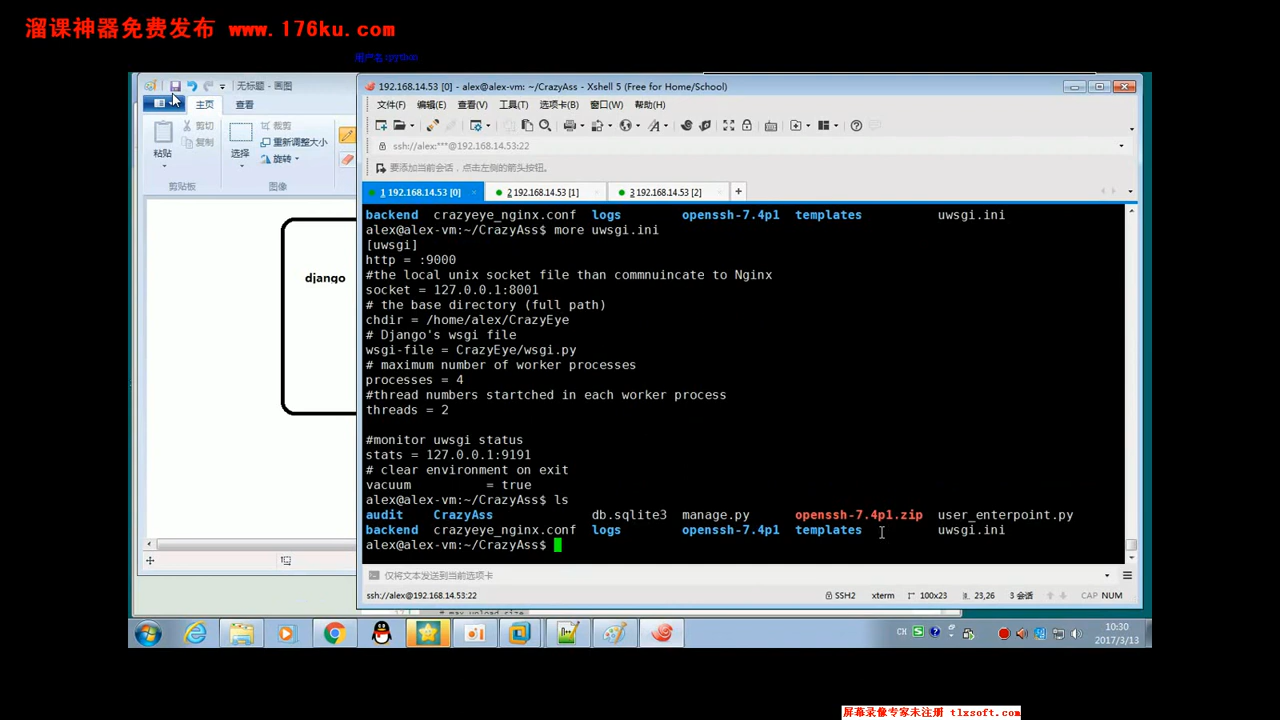 溜课神器免费发布 www.176ku.com
用户名:python
无标题 - 画图
主页
查看
粘贴
剪切
复制
选择
裁剪
重新调整大小
旋转
剪贴板
图像
django
192.168.14.53 [0] - alex@alex-vm: ~/CrazyAss - Xshell 5 (Free for Home/School)
文件(F) 编辑(E) 查看(V) 工具(T) 选项卡(B) 窗口(W) 帮助(H)
ssh://alex:***@192.168.14.53:22
要添加当前会话，点击左侧的箭头按钮。
1 192.168.14.53 [0] 2 192.168.14.53 [1] 3 192.168.14.53 [2] +
backend crazyeye_nginx.conf logs openssh-7.4p1 templates uwsgi.ini
alex@alex-vm:~/CrazyAss$ more uwsgi.ini
[uwsgi]
http = :9000
#the local unix socket file than commnuincate to Nginx
socket = 127.0.0.1:8001
# the base directory (full path)
chdir = /home/alex/CrazyEye
# Django's wsgi file
wsgi-file = CrazyEye/wsgi.py
# maximum number of worker processes
processes = 4
#thread numbers startched in each worker process
threads = 2
#monitor uwsgi status
stats = 127.0.0.1:9191
# clear environment on exit
vacuum = true
alex@alex-vm:~/CrazyAss$ ls
audit CrazyAss db.sqlite3 manage.py openssh-7.4p1.zip user_enterpoint.py
backend crazyeye_nginx.conf logs openssh-7.4p1 templates uwsgi.ini
alex@alex-vm:~/CrazyAss$
仅将文本发送到当前选项卡
ssh://alex@192.168.14.53:22 SSH2 xterm 100x23 23,26 3 会话 CAP NUM
# max upload size
CH
10:30
2017/3/13
屏幕录像专家未注册 tlxsoft.com